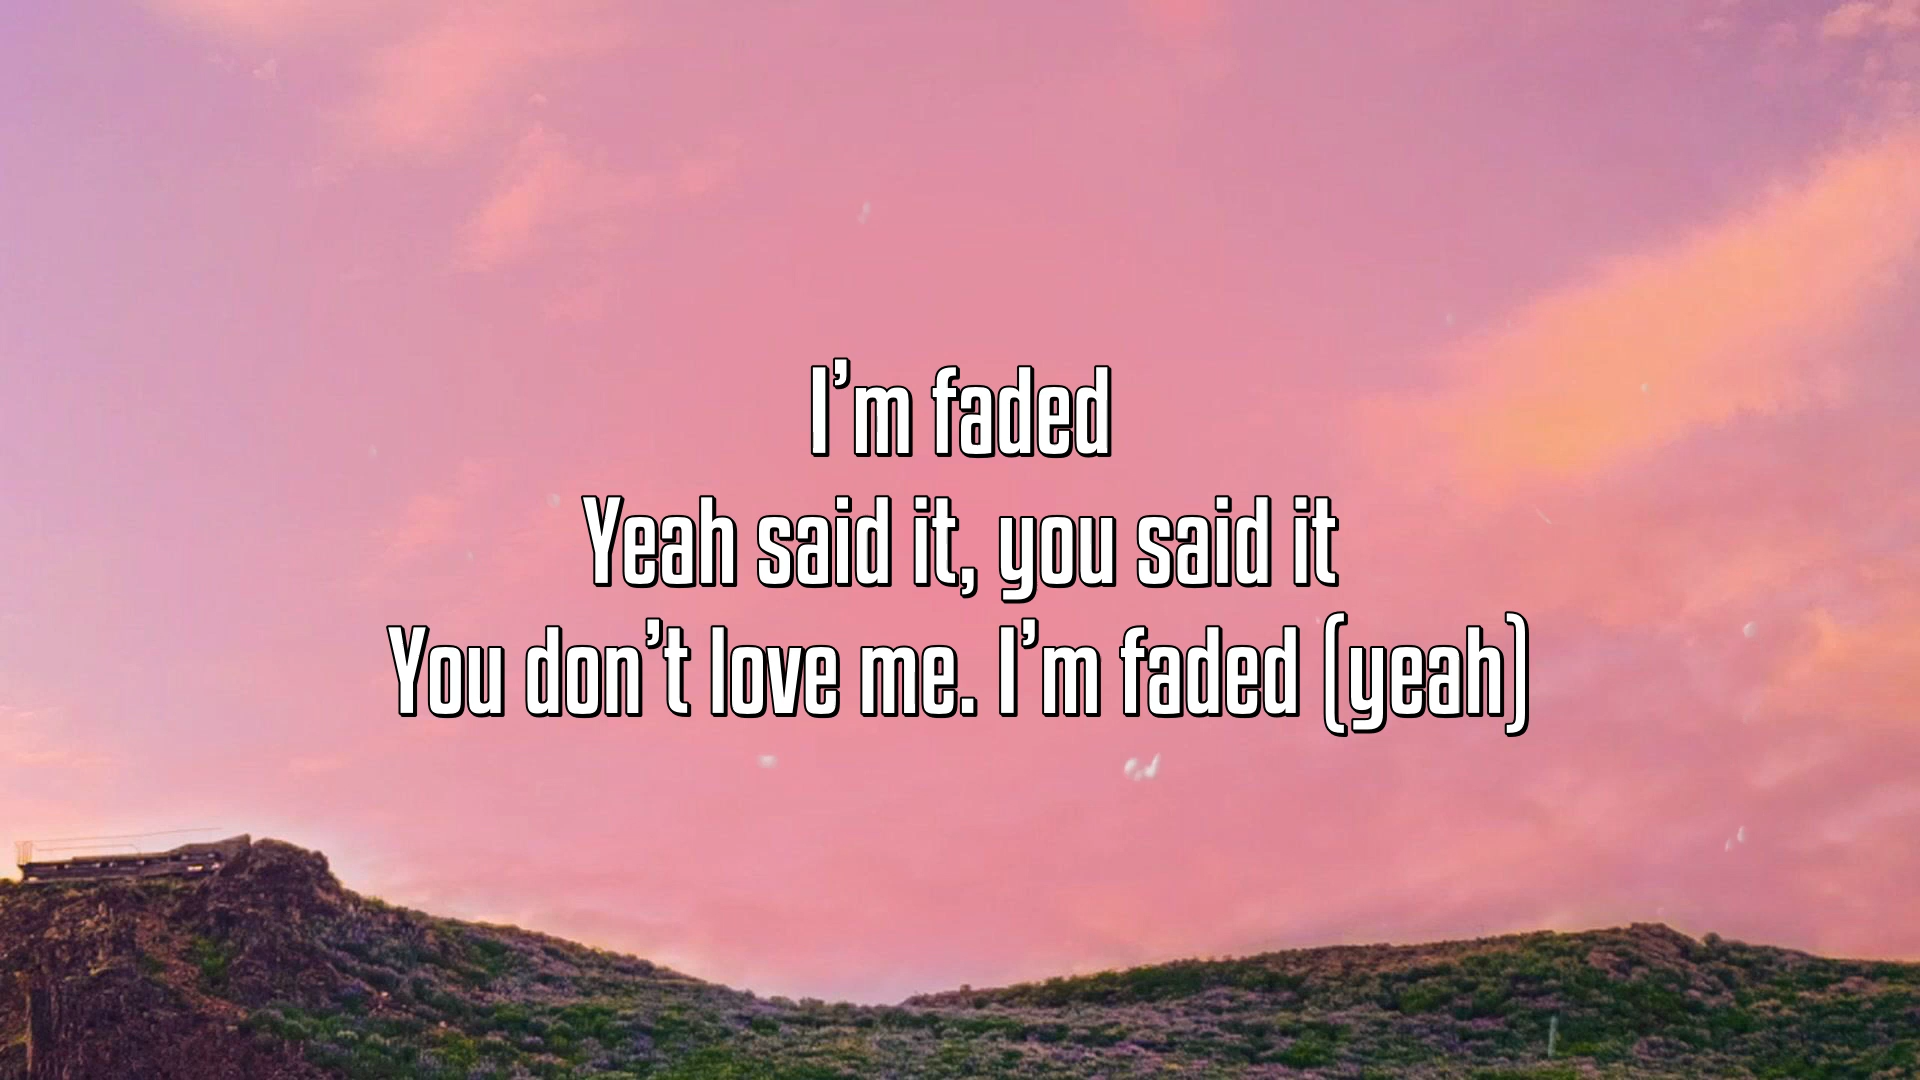 I'm faded
Yeah said it, you said it
You don't love me. I'm faded (yeah)